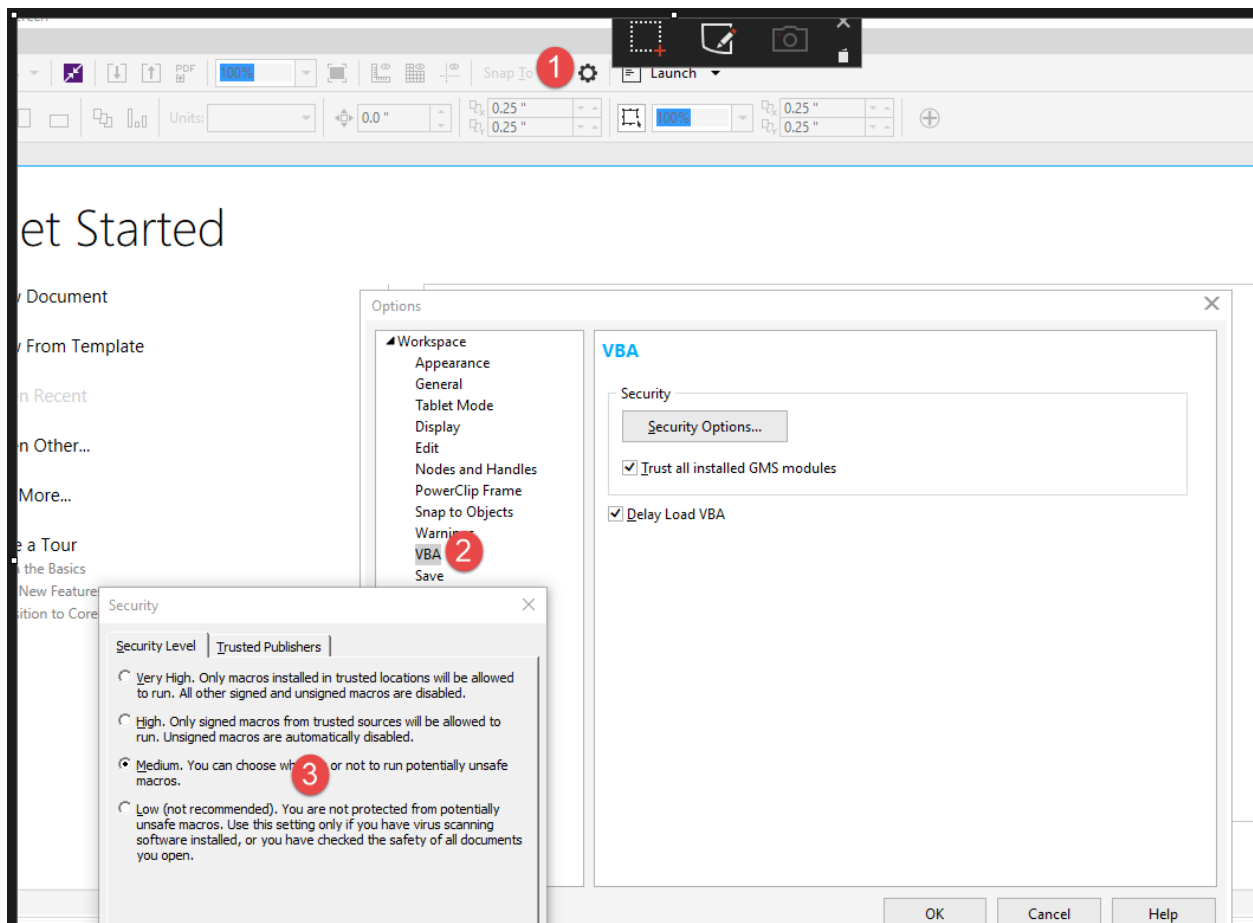 PDF
100%
Snap To
1
Launch
Units:
0.0 "
0.25 "
0.25 "
100%
0.25 "
0.25 "
et Started
Document
From Template
n Recent
n Other...
More...
e a Tour
the Basics
New Feature
sition to Core
Options
Workspace
Appearance
General
Tablet Mode
Display
Edit
Nodes and Handles
PowerClip Frame
Snap to Objects
VBA
2
Save
VBA
Security
Security Options...
Trust all installed GMS modules
Delay Load VBA
OK
Cancel
Help
Security
Security Level
Trusted Publishers
Very High. Only macros installed in trusted locations will be allowed
to run. All other signed and unsigned macros are disabled.
High. Only signed macros from trusted sources will be allowed to
run. Unsigned macros are automatically disabled.
Medium. You can choose wh or not to run potentially unsafe
macros.
3
Low (not recommended). You are not protected from potentially
unsafe macros. Use this setting only if you have virus scanning
software installed, or you have checked the safety of all documents
you open.